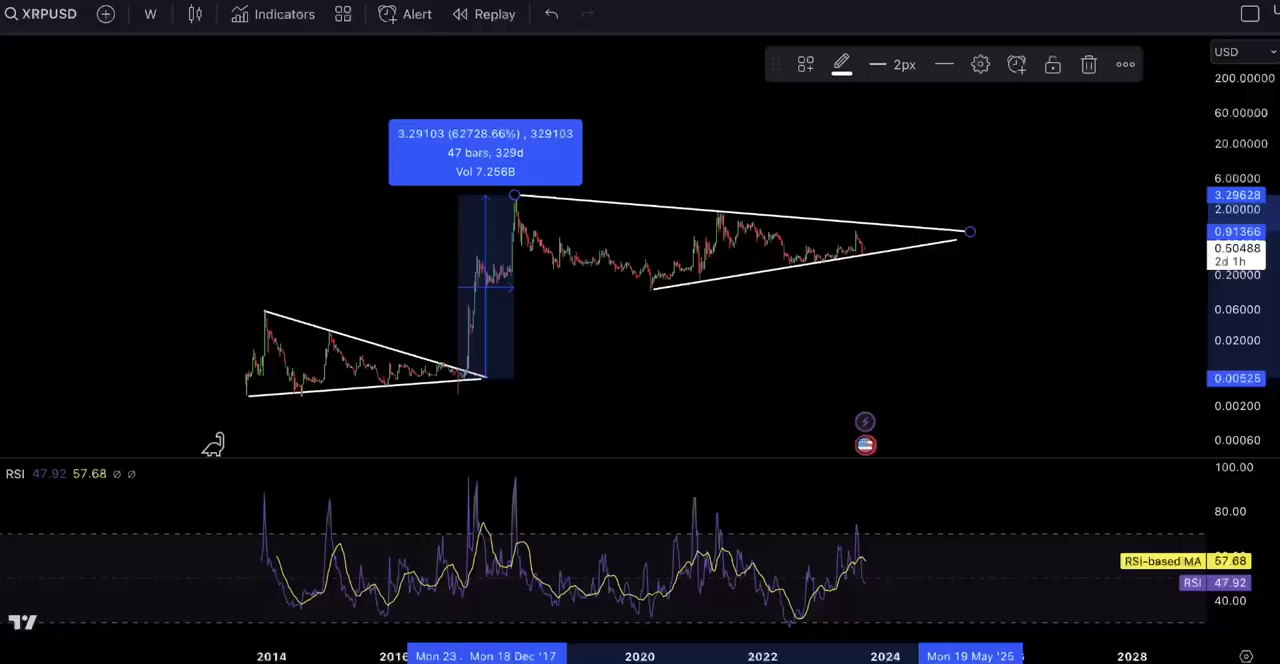 XRPUSD W Indicators Alert Replay
USD
2px
200.00000
60.00000
20.00000
6.00000
3.29628
2.00000
0.91366
0.50488
2d 1h
0.20000
0.06000
0.02000
0.00525
0.00200
0.00060
3.29103 (62728.66%) , 329103
47 bars, 329d
Vol 7.256B
RSI 47.92 57.68 ∅ ∅
100.00
80.00
RSI-based MA 57.68
RSI 47.92
40.00
2014 2016 Mon 23 . Mon 18 Dec '17 2020 2022 2024 Mon 19 May '25 2028